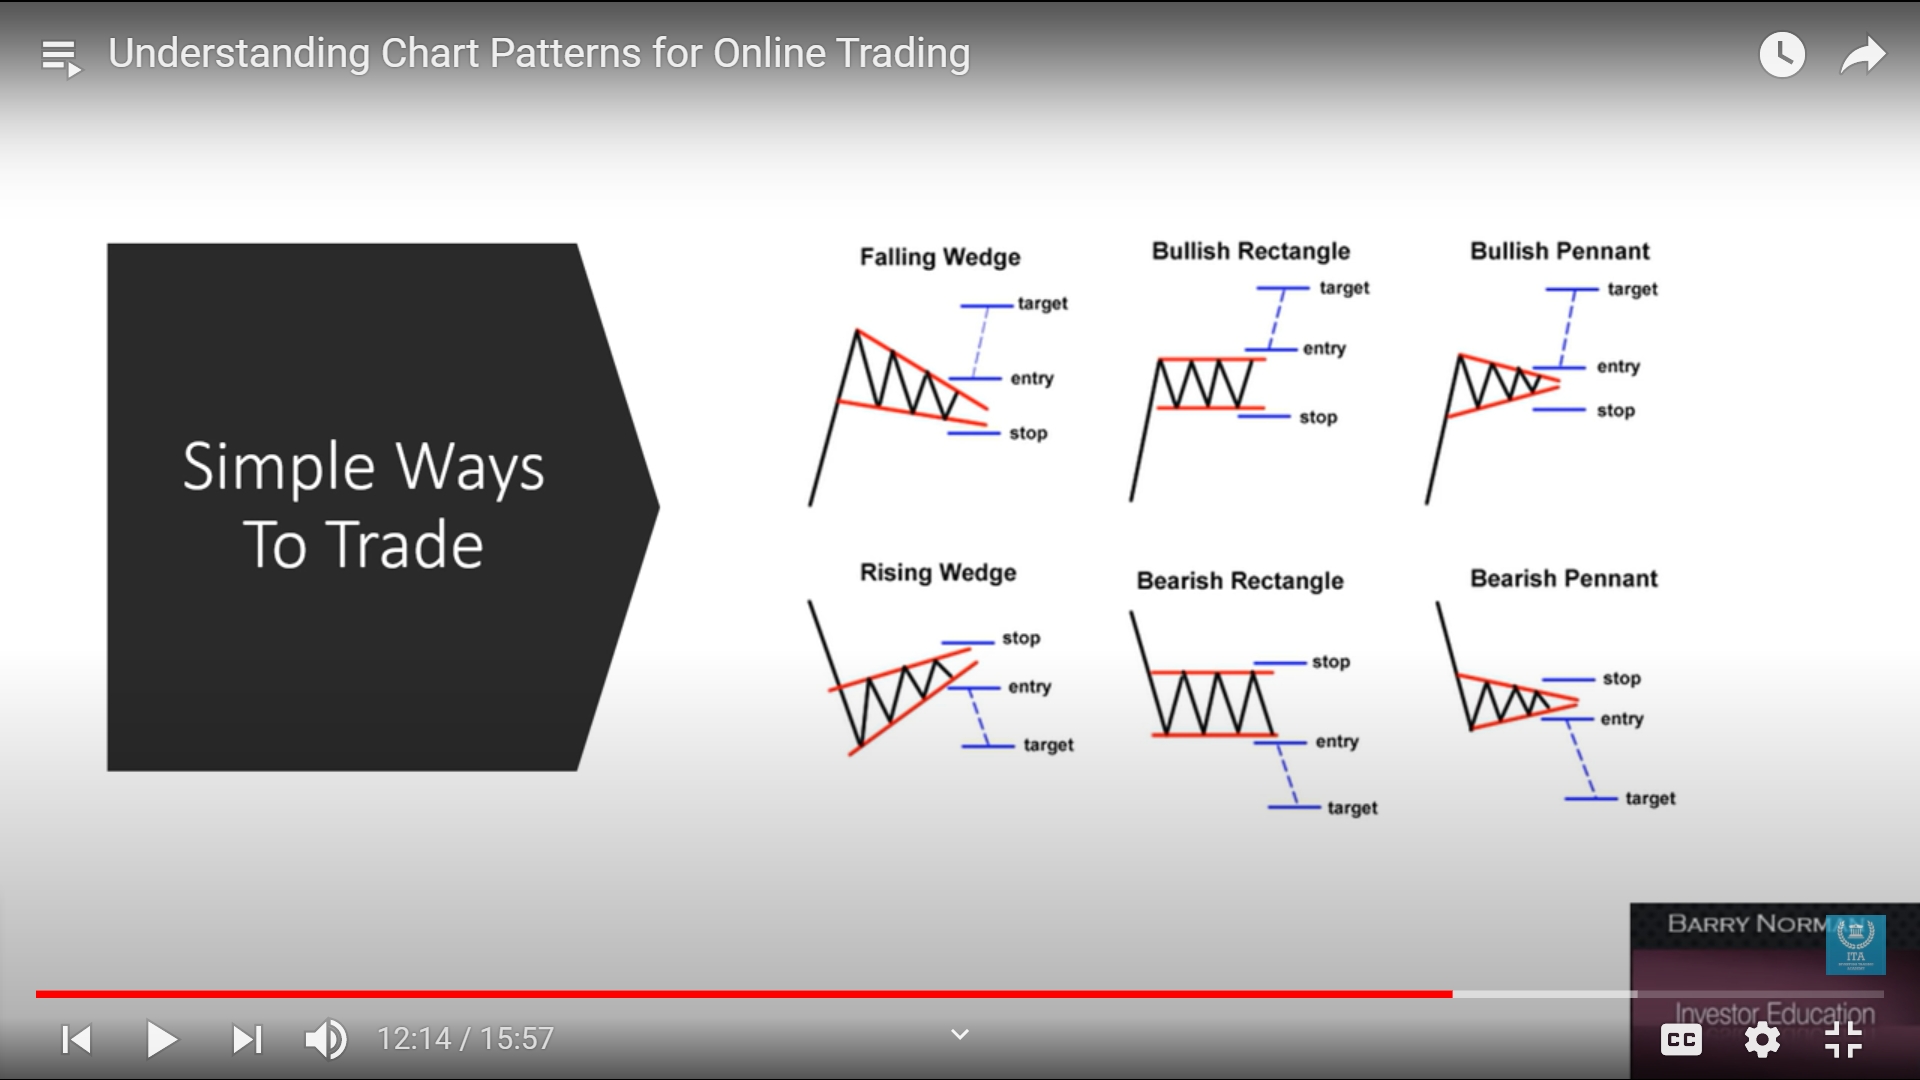 Understanding Chart Patterns for Online Trading
Simple Ways
To Trade
Falling Wedge
target
entry
stop
Bullish Rectangle
target
entry
stop
Bullish Pennant
target
entry
stop
Rising Wedge
stop
entry
target
Bearish Rectangle
stop
entry
target
Bearish Pennant
stop
entry
target
BARRY NORM
ITA
Investor Education
12:14 / 15:57
CC